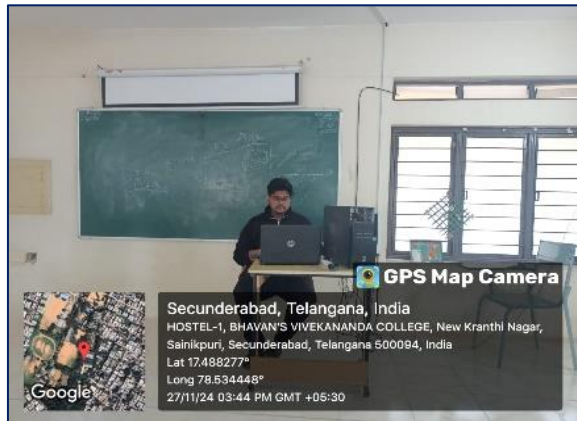 GPS Map Camera
Secunderabad, Telangana, India
HOSTEL-1, BHAVAN'S VIVEKANANDA COLLEGE, New Kranthi Nagar,
Sainikpuri, Secunderabad, Telangana 500094, India
Lat 17.488277°
Long 78.534448°
27/11/24 03:44 PM GMT +05:30
Google